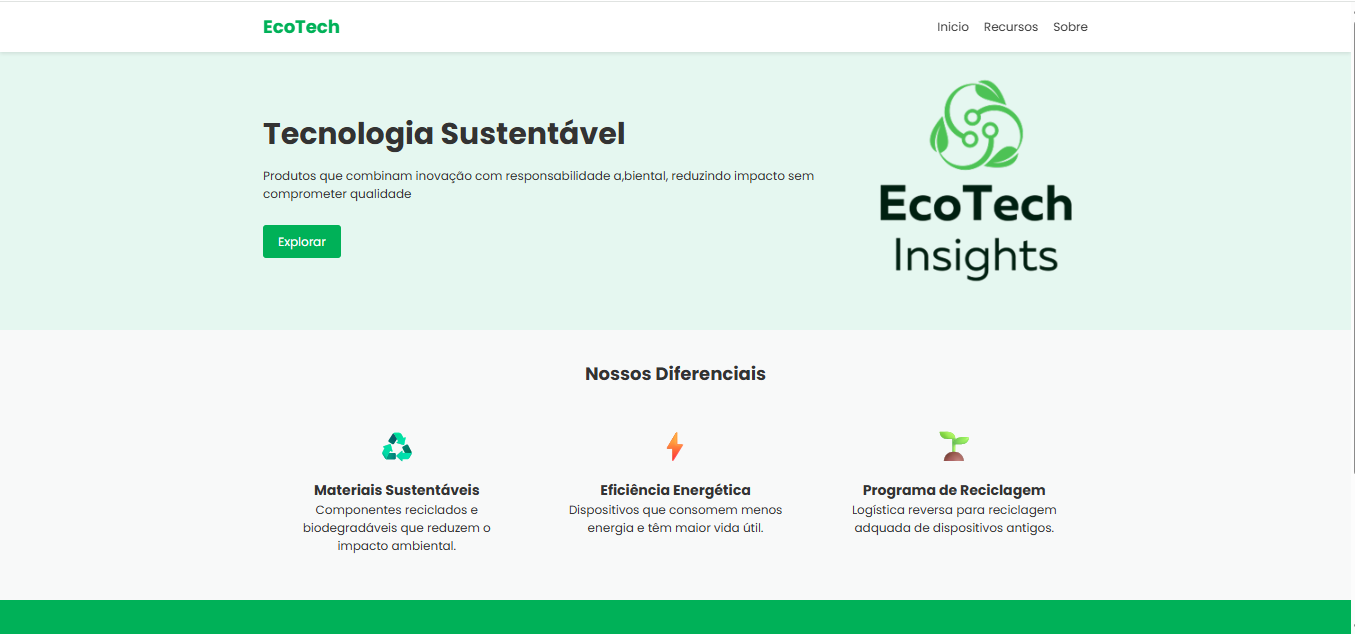 EcoTech
Inicio Recursos Sobre
Tecnologia Sustentável
Produtos que combinam inovação com responsabilidade a,biental, reduzindo impacto sem
comprometer qualidade
Explorar
EcoTech
Insights
Nossos Diferenciais
Materiais Sustentáveis
Componentes reciclados e
biodegradáveis que reduzem o
impacto ambiental.
Eficiência Energética
Dispositivos que consomem menos
energia e têm maior vida útil.
Programa de Reciclagem
Logística reversa para reciclagem
adquada de dispositivos antigos.